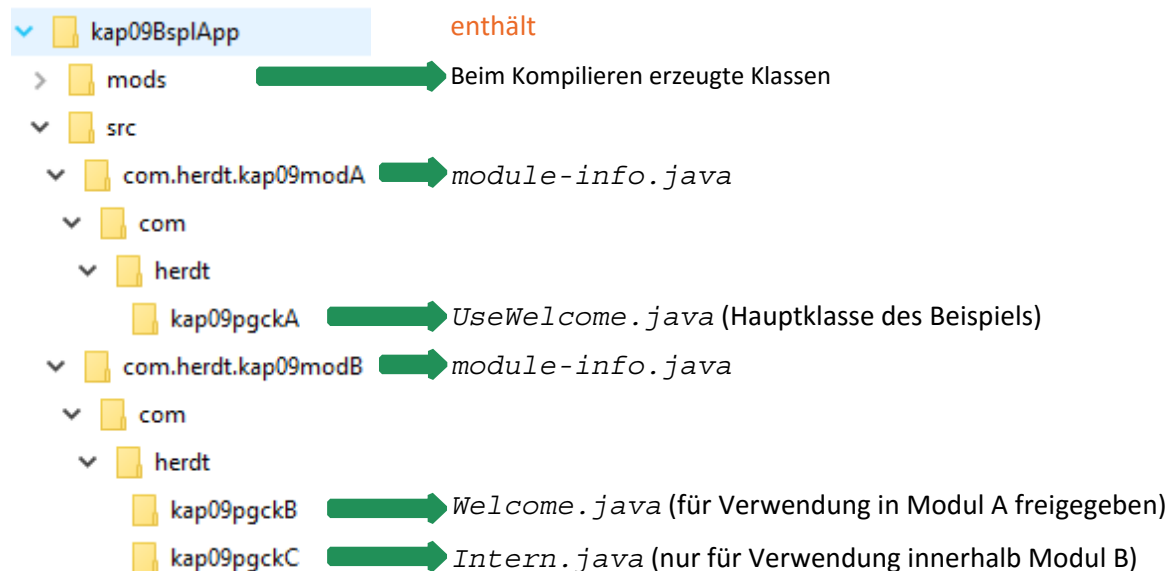 kap09BsplApp enthält
mods Beim Kompilieren erzeugte Klassen
src
com.herdt.kap09modA module-info.java
com
herdt
kap09pgckA UseWelcome.java (Hauptklasse des Beispiels)
com.herdt.kap09modB module-info.java
com
herdt
kap09pgckB Welcome.java (für Verwendung in Modul A freigegeben)
kap09pgckC Intern.java (nur für Verwendung innerhalb Modul B)